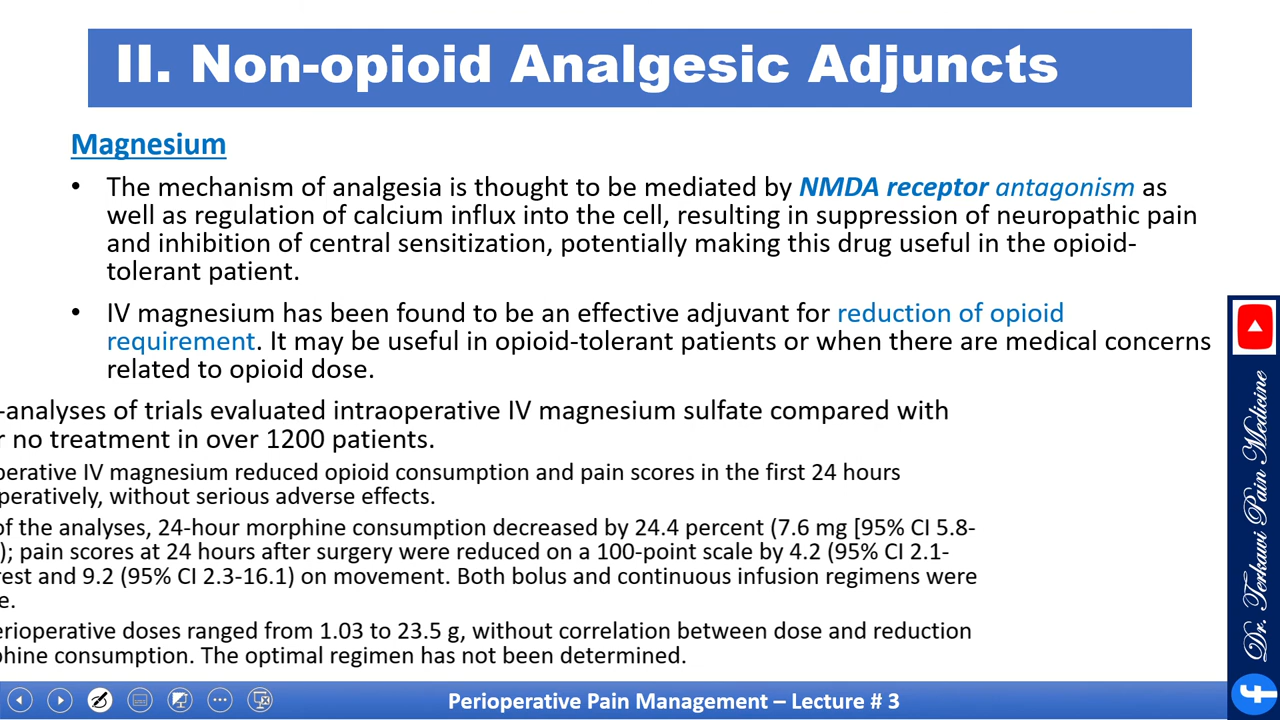 II. Non-opioid Analgesic Adjuncts
Magnesium
• The mechanism of analgesia is thought to be mediated by NMDA receptor antagonism as
well as regulation of calcium influx into the cell, resulting in suppression of neuropathic pain
and inhibition of central sensitization, potentially making this drug useful in the opioid-
tolerant patient.
• IV magnesium has been found to be an effective adjuvant for reduction of opioid
requirement. It may be useful in opioid-tolerant patients or when there are medical concerns
related to opioid dose.
-analyses of trials evaluated intraoperative IV magnesium sulfate compared with
r no treatment in over 1200 patients.
perative IV magnesium reduced opioid consumption and pain scores in the first 24 hours
peratively, without serious adverse effects.
of the analyses, 24-hour morphine consumption decreased by 24.4 percent (7.6 mg [95% CI 5.8-
); pain scores at 24 hours after surgery were reduced on a 100-point scale by 4.2 (95% CI 2.1-
rest and 9.2 (95% CI 2.3-16.1) on movement. Both bolus and continuous infusion regimens were
e.
erioperative doses ranged from 1.03 to 23.5 g, without correlation between dose and reduction
phine consumption. The optimal regimen has not been determined.
Perioperative Pain Management – Lecture # 3
Dr. Terkawi Pain Medicine